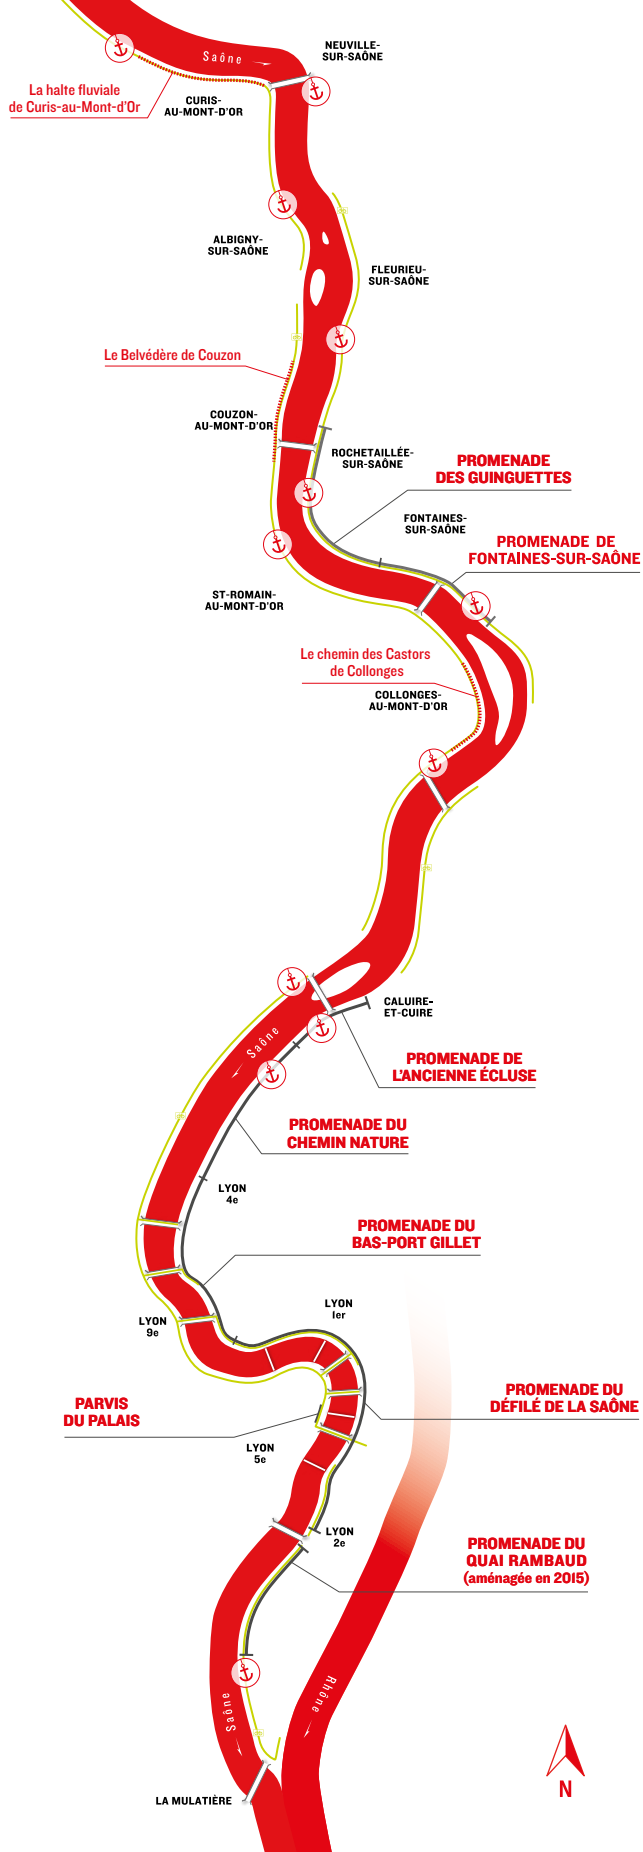 Saône
NEUVILLE-
SUR-SAÔNE
La halte fluviale
de Curis-au-Mont-d'Or
CURIS-
AU-MONT-D'OR
ALBIGNY-
SUR-SAÔNE
FLEURIEU-
SUR-SAÔNE
Le Belvédère de Couzon
COUZON-
AU-MONT-D'OR
ROCHETAILLÉE-
SUR-SAÔNE
PROMENADE
DES GUINGUETTES
FONTAINES-
SUR-SAÔNE
PROMENADE DE
FONTAINES-SUR-SAÔNE
ST-ROMAIN-
AU-MONT-D'OR
Le chemin des Castors
de Collonges
COLLONGES-
AU-MONT-D'OR
CALUIRE-
ET-CUIRE
Saône
PROMENADE DE
L'ANCIENNE ÉCLUSE
PROMENADE DU
CHEMIN NATURE
LYON
4e
PROMENADE DU
BAS-PORT GILLET
LYON
1er
LYON
9e
PROMENADE DU
DÉFILÉ DE LA SAÔNE
PARVIS
DU PALAIS
LYON
5e
LYON
2e
PROMENADE DU
QUAI RAMBAUD
(aménagée en 2015)
Saône
Rhône
N
LA MULATIÈRE